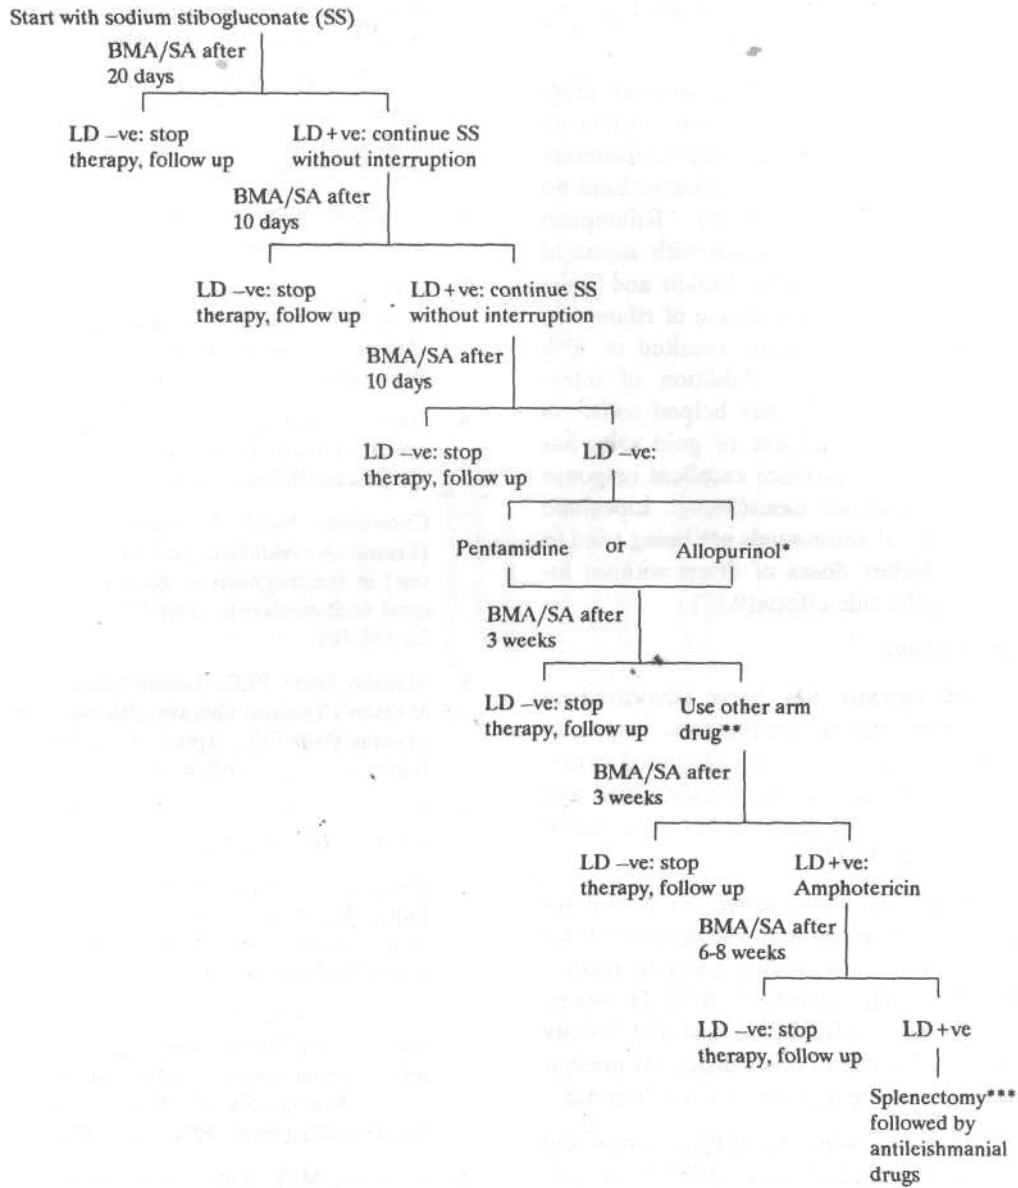 Start with sodium stibogluconate (SS)
BMA/SA after
20 days
LD –ve: stop
therapy, follow up
LD +ve: continue SS
without interruption
BMA/SA after
10 days
LD –ve: stop
therapy, follow up
LD +ve: continue SS
without interruption
BMA/SA after
10 days
LD –ve: stop
therapy, follow up
LD –ve:
Pentamidine or Allopurinol*
BMA/SA after
3 weeks
LD –ve: stop
therapy, follow up
Use other arm
drug**
BMA/SA after
3 weeks
LD –ve: stop
therapy, follow up
LD +ve:
Amphotericin
BMA/SA after
6-8 weeks
LD –ve: stop
therapy, follow up
LD +ve
Splenectomy***
followed by
antileishmanial
drugs